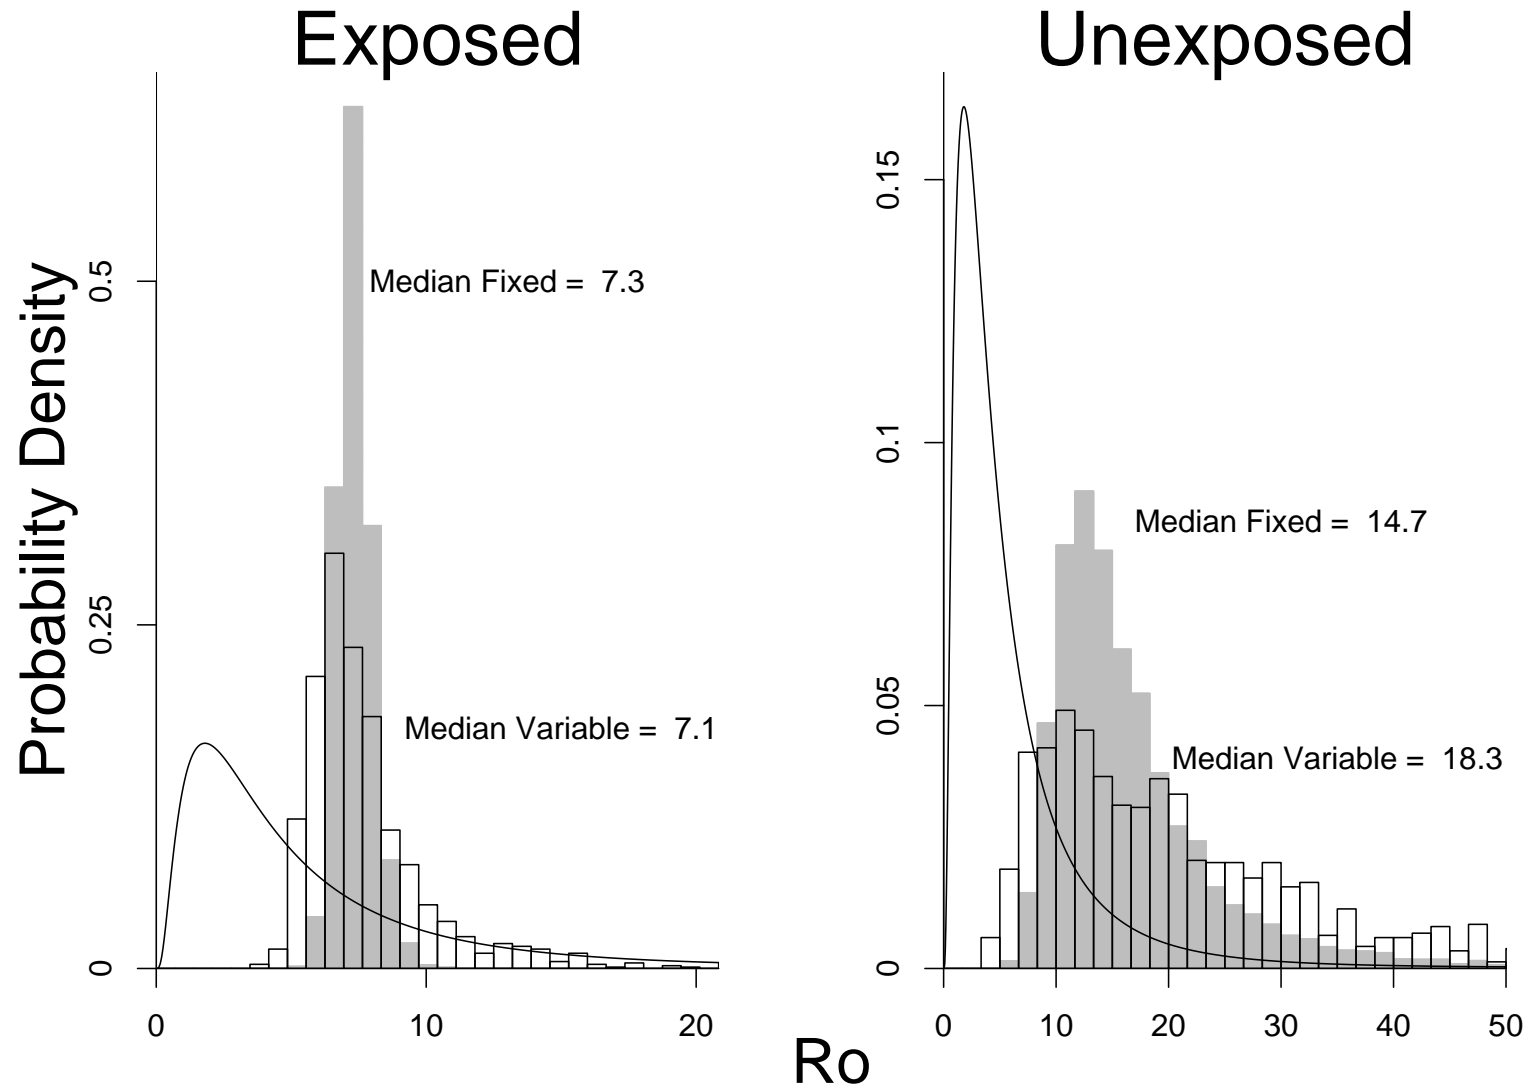 Exposed
Unexposed
Probability Density
0.5
0.25
0
Median Fixed = 7.3
Median Variable = 7.1
0 10 20
0.15
0.1
0.05
0
Median Fixed = 14.7
Median Variable = 18.3
0 10 20 30 40 50
Ro